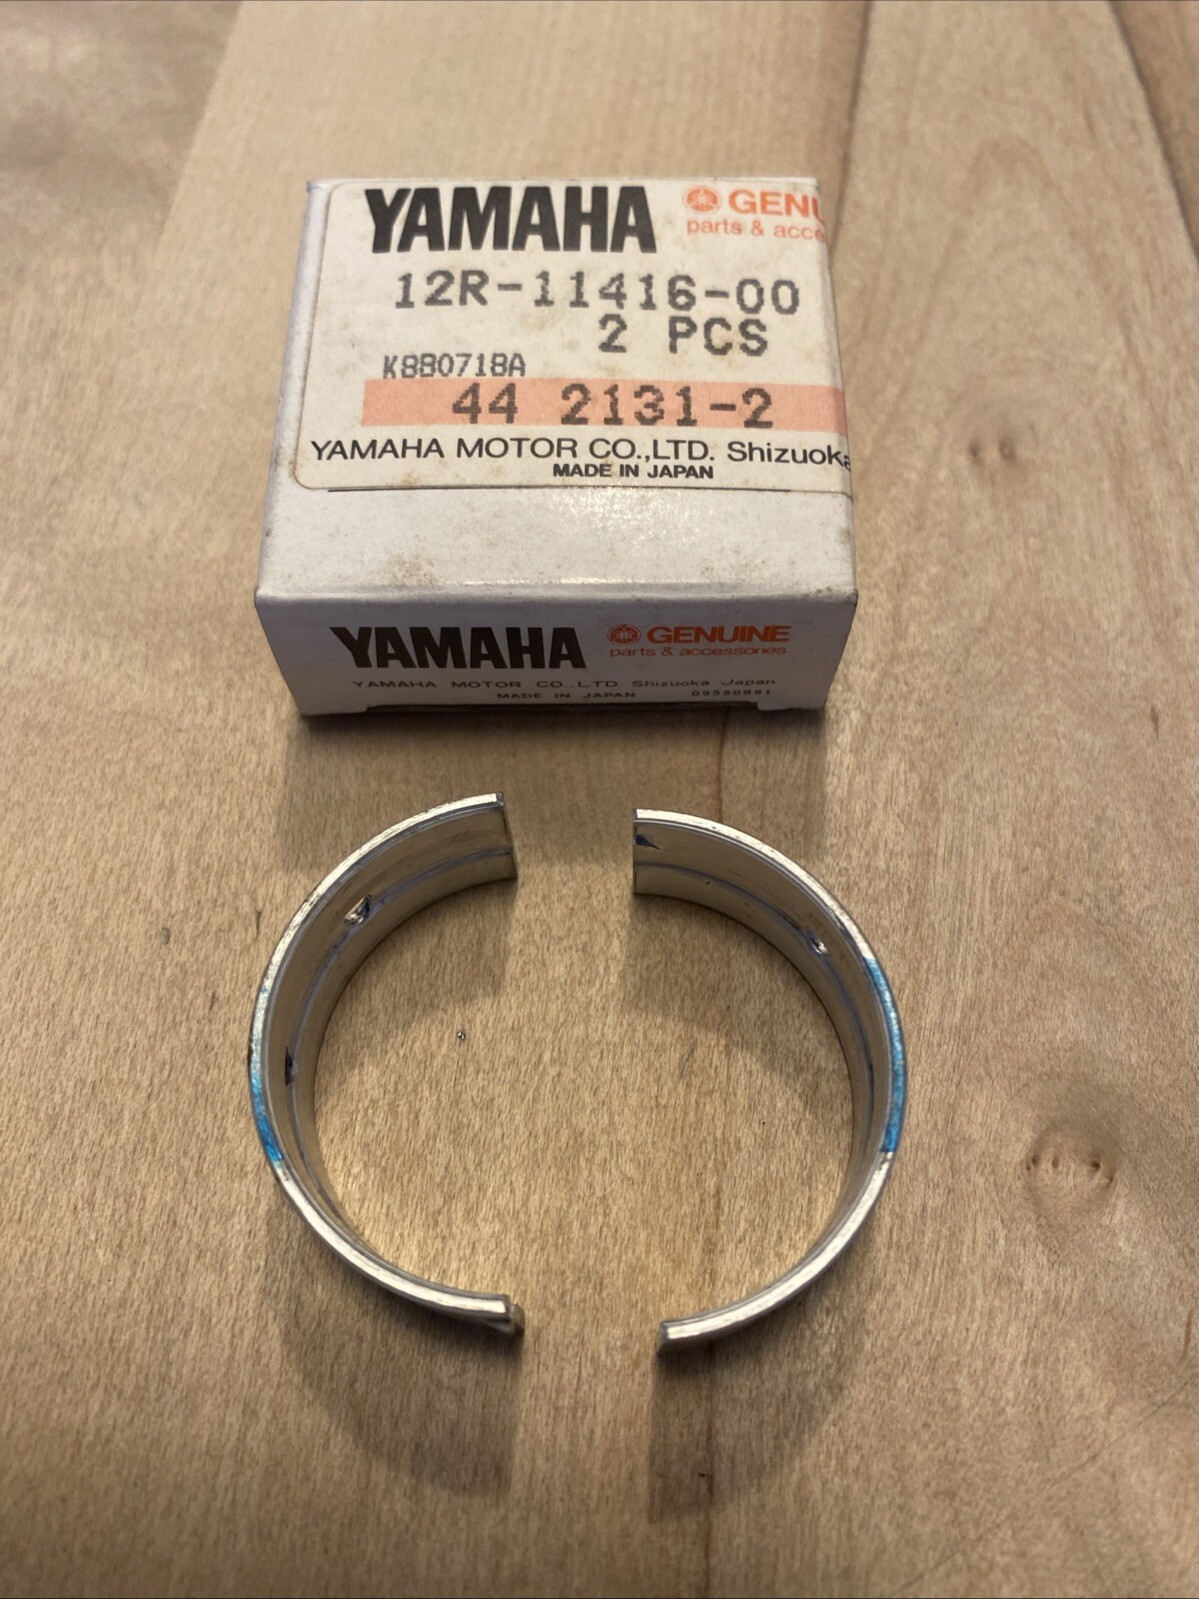 YAMAHA GENU
parts & acce
12R-11416-00
2 PCS
K880718A
44 2131-2
YAMAHA MOTOR CO.,LTD. Shizuoka
MADE IN JAPAN
YAMAHA GENUINE
parts & accessories
YAMAHA MOTOR CO.,LTD. Shizuoka Japan
MADE IN JAPAN 09550891